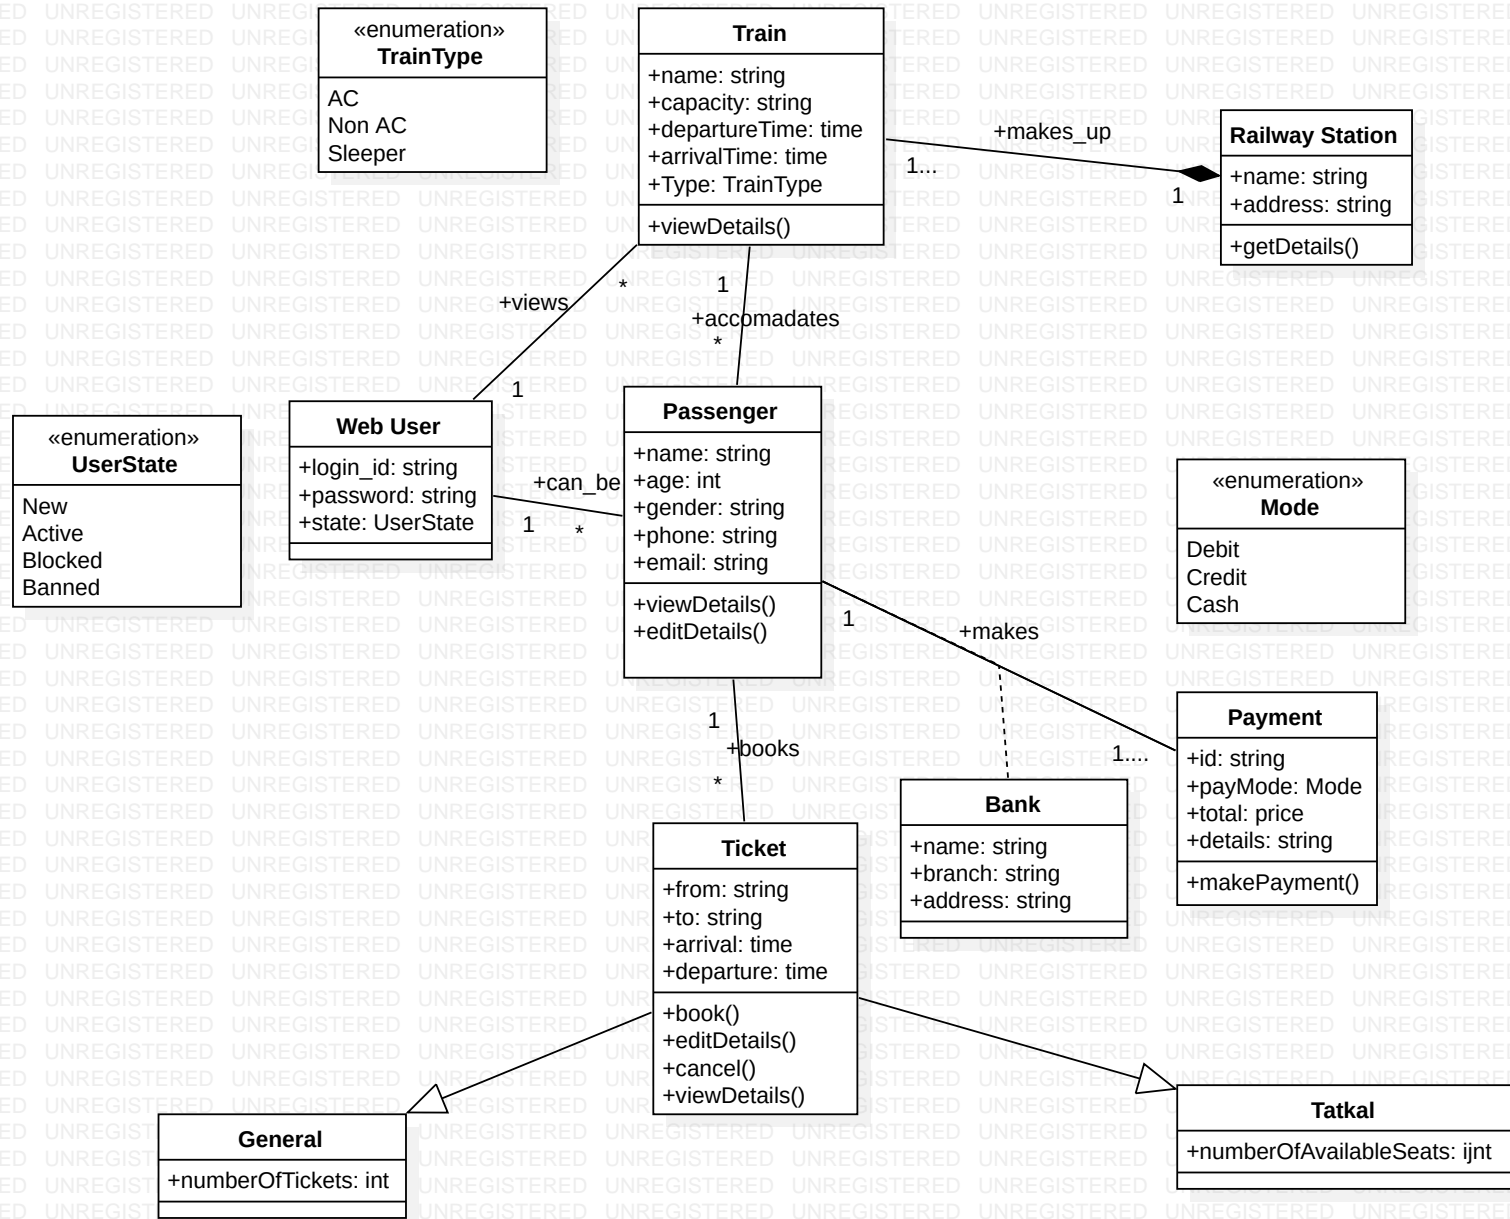 «enumeration»
TrainType
AC
Non AC
Sleeper
Train
+name: string
+capacity: string
+departureTime: time
+arrivalTime: time
+Type: TrainType
+viewDetails()
+makes_up
1...
1
Railway Station
+name: string
+address: string
+getDetails()
+views
*
1
1
+accomadates
*
«enumeration»
UserState
New
Active
Blocked
Banned
Web User
+login_id: string
+password: string
+state: UserState
+can_be
1
*
Passenger
+name: string
+age: int
+gender: string
+phone: string
+email: string
+viewDetails()
+editDetails()
«enumeration»
Mode
Debit
Credit
Cash
1
+makes
1....
Payment
+id: string
+payMode: Mode
+total: price
+details: string
+makePayment()
1
+books
*
Bank
+name: string
+branch: string
+address: string
Ticket
+from: string
+to: string
+arrival: time
+departure: time
+book()
+editDetails()
+cancel()
+viewDetails()
General
+numberOfTickets: int
Tatkal
+numberOfAvailableSeats: ijnt
UNREGISTERED